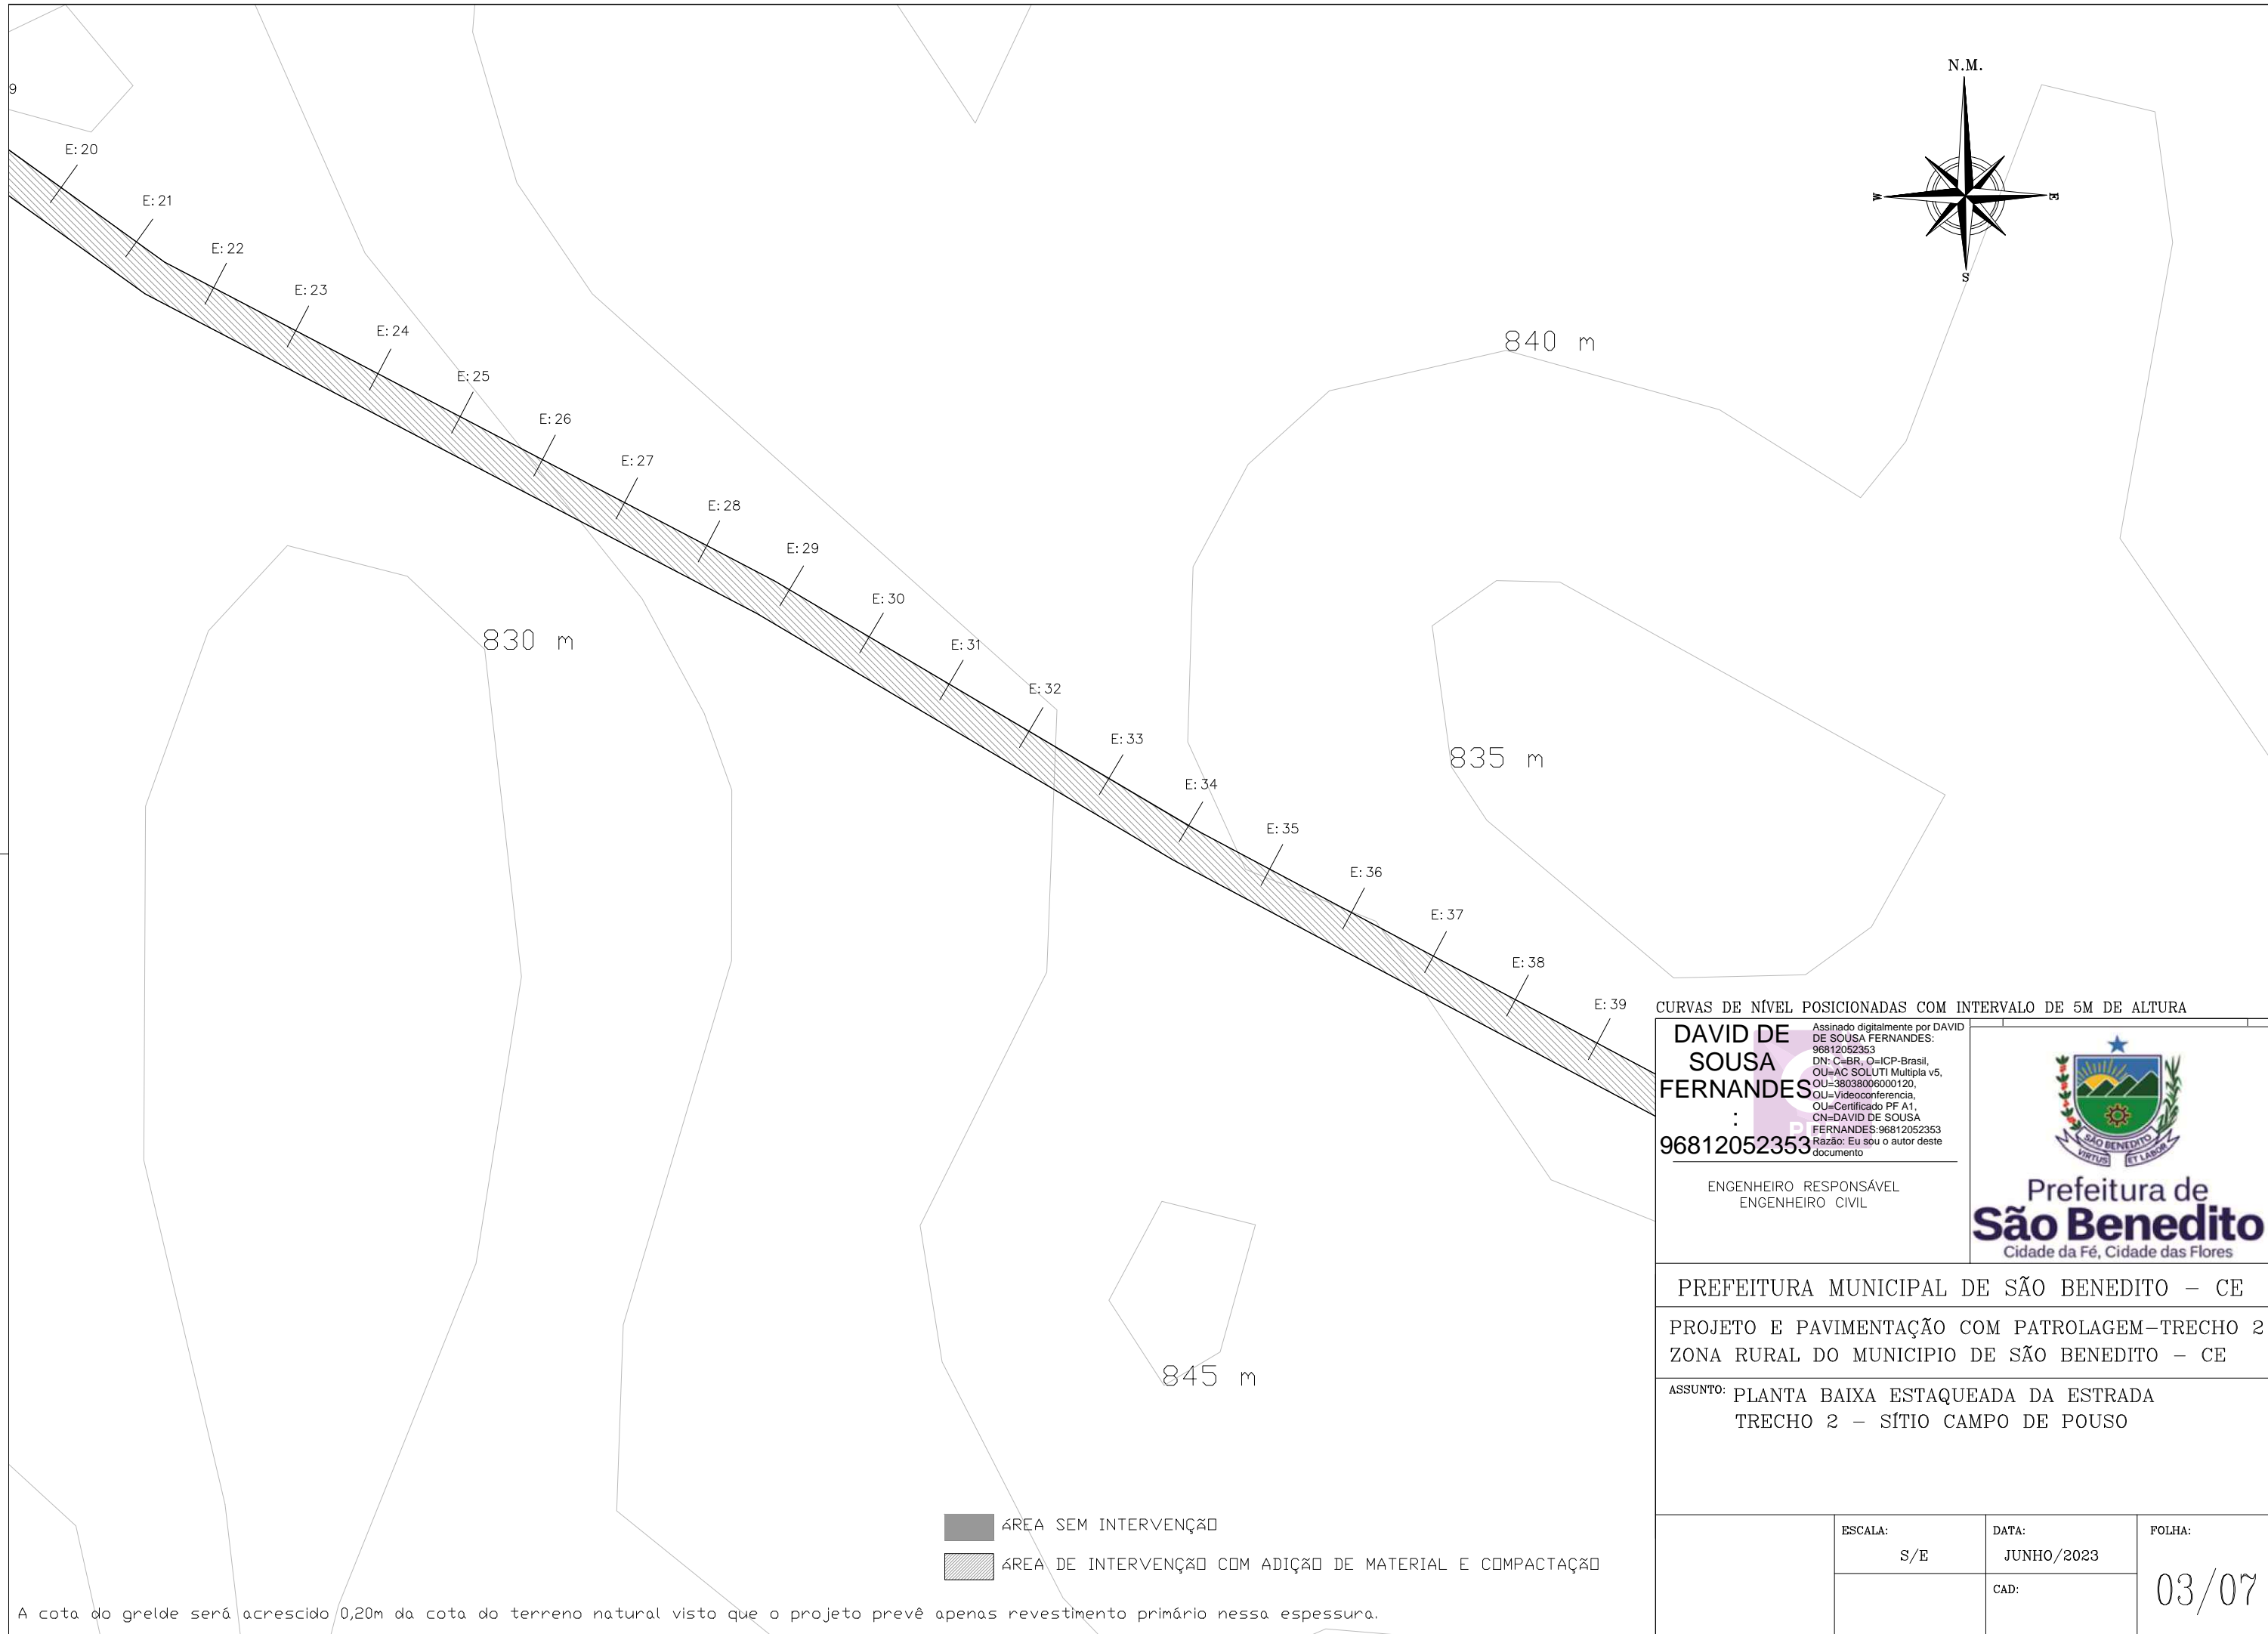 N.M.
W
E
S
9
E: 20
E: 21
E: 22
E: 23
E: 24
E: 25
E: 26
E: 27
E: 28
E: 29
E: 30
E: 31
E: 32
E: 33
E: 34
E: 35
E: 36
E: 37
E: 38
E: 39
840 m
830 m
835 m
845 m
CURVAS DE NÍVEL POSICIONADAS COM INTERVALO DE 5M DE ALTURA
DAVID DE
SOUSA
FERNANDES
:
96812052353
Assinado digitalmente por DAVID
DE SOUSA FERNANDES:
96812052353
DN: C=BR, O=ICP-Brasil,
OU=AC SOLUTI Multipla v5,
OU=38038006000120,
OU=Videoconferencia,
OU=Certificado PF A1,
CN=DAVID DE SOUSA
FERNANDES:96812052353
Razão: Eu sou o autor deste
documento
ENGENHEIRO RESPONSÁVEL
ENGENHEIRO CIVIL
SÃO BENEDITO
VIRTUS ET LABOR
Prefeitura de
São Benedito
Cidade da Fé, Cidade das Flores
PREFEITURA MUNICIPAL DE SÃO BENEDITO – CE
PROJETO E PAVIMENTAÇÃO COM PATROLAGEM–TRECHO 2
ZONA RURAL DO MUNICIPIO DE SÃO BENEDITO – CE
ASSUNTO: PLANTA BAIXA ESTAQUEADA DA ESTRADA
TRECHO 2 – SÍTIO CAMPO DE POUSO
ESCALA:
S/E
DATA:
JUNHO/2023
CAD:
FOLHA:
03/07
ÁREA SEM INTERVENÇÃO
ÁREA DE INTERVENÇÃO COM ADIÇÃO DE MATERIAL E COMPACTAÇÃO
A cota do grelde será acrescido 0,20m da cota do terreno natural visto que o projeto prevê apenas revestimento primário nessa espessura.